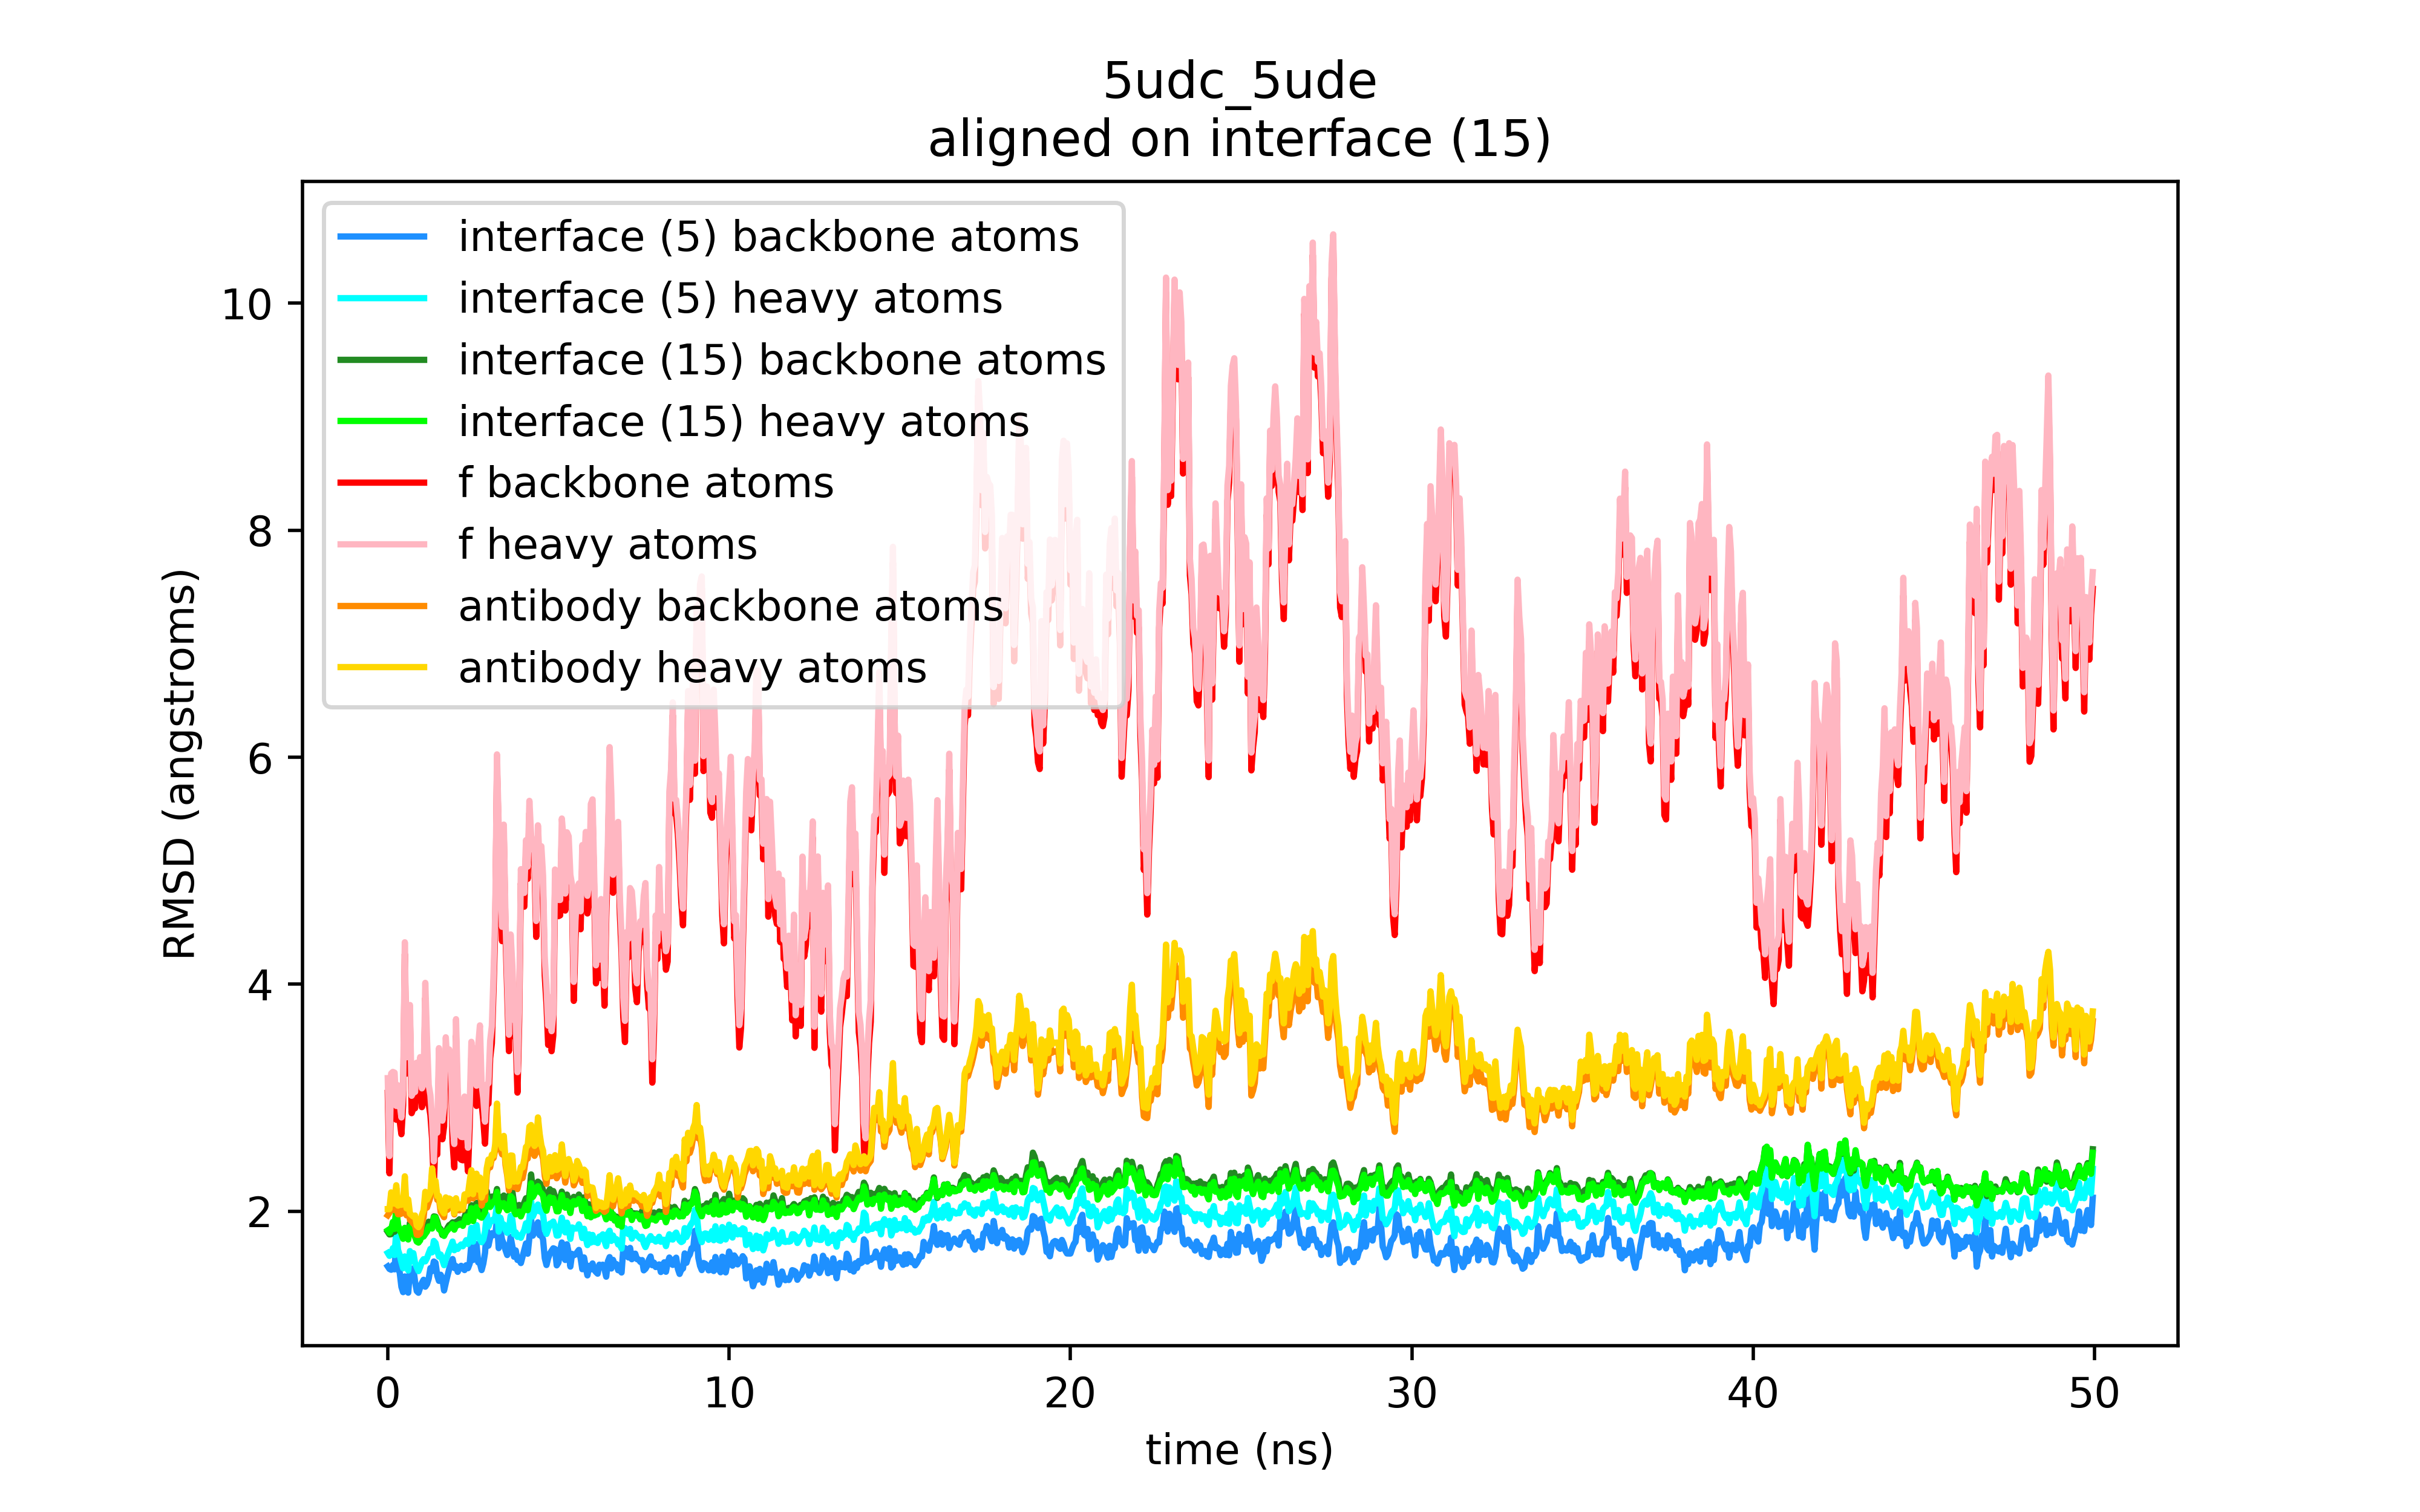 5udc_5ude
aligned on interface (15)
interface (5) backbone atoms
interface (5) heavy atoms
interface (15) backbone atoms
interface (15) heavy atoms
f backbone atoms
f heavy atoms
antibody backbone atoms
antibody heavy atoms
RMSD (angstroms)
10
8
6
4
2
0 10 20 30 40 50
time (ns)